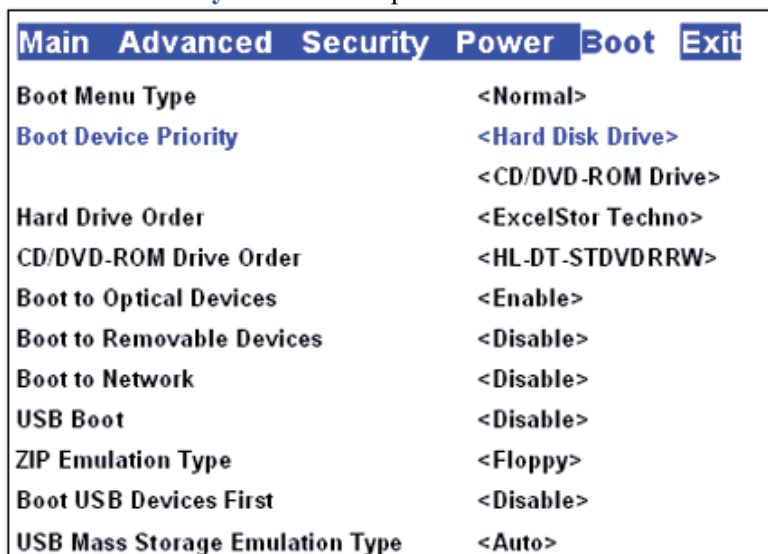 Main Advanced Security Power Boot Exit
Boot Menu Type <Normal>
Boot Device Priority <Hard Disk Drive>
<CD/DVD-ROM Drive>
Hard Drive Order <ExcelStor Techno>
CD/DVD-ROM Drive Order <HL-DT-STDVDRRW>
Boot to Optical Devices <Enable>
Boot to Removable Devices <Disable>
Boot to Network <Disable>
USB Boot <Disable>
ZIP Emulation Type <Floppy>
Boot USB Devices First <Disable>
USB Mass Storage Emulation Type <Auto>